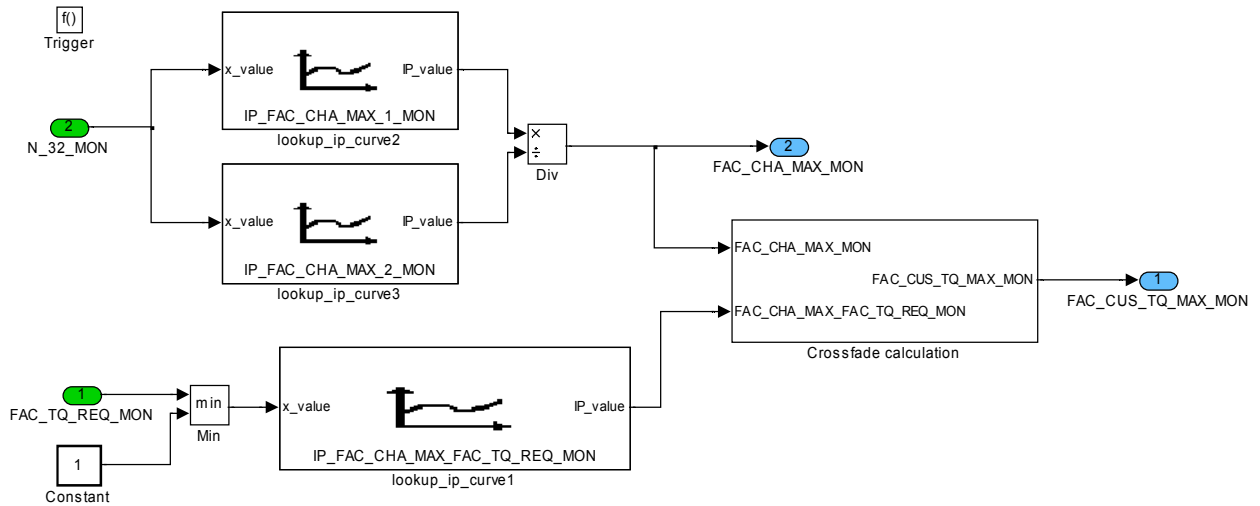 f()
Trigger
x_value IP_value
IP_FAC_CHA_MAX_1_MON
lookup_ip_curve2
2
N_32_MON
×
÷
Div
2
FAC_CHA_MAX_MON
x_value IP_value
IP_FAC_CHA_MAX_2_MON
lookup_ip_curve3
FAC_CHA_MAX_MON
FAC_CUS_TQ_MAX_MON
FAC_CHA_MAX_FAC_TQ_REQ_MON
Crossfade calculation
1
FAC_CUS_TQ_MAX_MON
1
FAC_TQ_REQ_MON
min
Min
1
Constant
x_value IP_value
IP_FAC_CHA_MAX_FAC_TQ_REQ_MON
lookup_ip_curve1